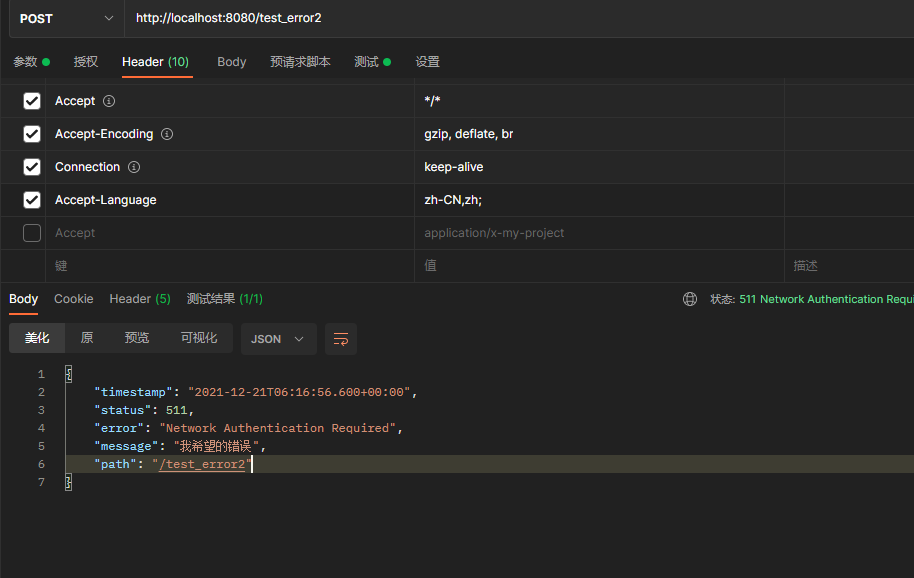 POST http://localhost:8080/test_error2
参数 授权 Header (10) Body 预请求脚本 测试 设置
Accept */*
Accept-Encoding gzip, deflate, br
Connection keep-alive
Accept-Language zh-CN,zh;
Accept application/x-my-project
键 值 描述
Body Cookie Header (5) 测试结果 (1/1) 状态: 511 Network Authentication Requi
美化 原 预览 可视化 JSON
1 {
2 "timestamp": "2021-12-21T06:16:56.600+00:00",
3 "status": 511,
4 "error": "Network Authentication Required",
5 "message": "我希望的错误",
6 "path": "/test_error2"
7 }